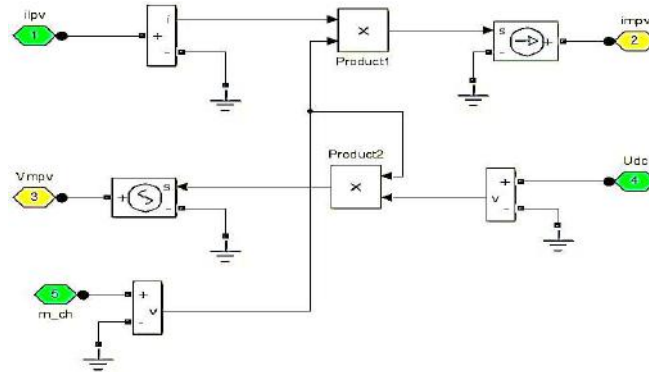 ilpv
1
+
i
-
x
Product1
s
+
-
impv
2
Vmpv
3
+
s
-
Product2
x
+
v
-
Udc
4
5
m_ch
+
-
v